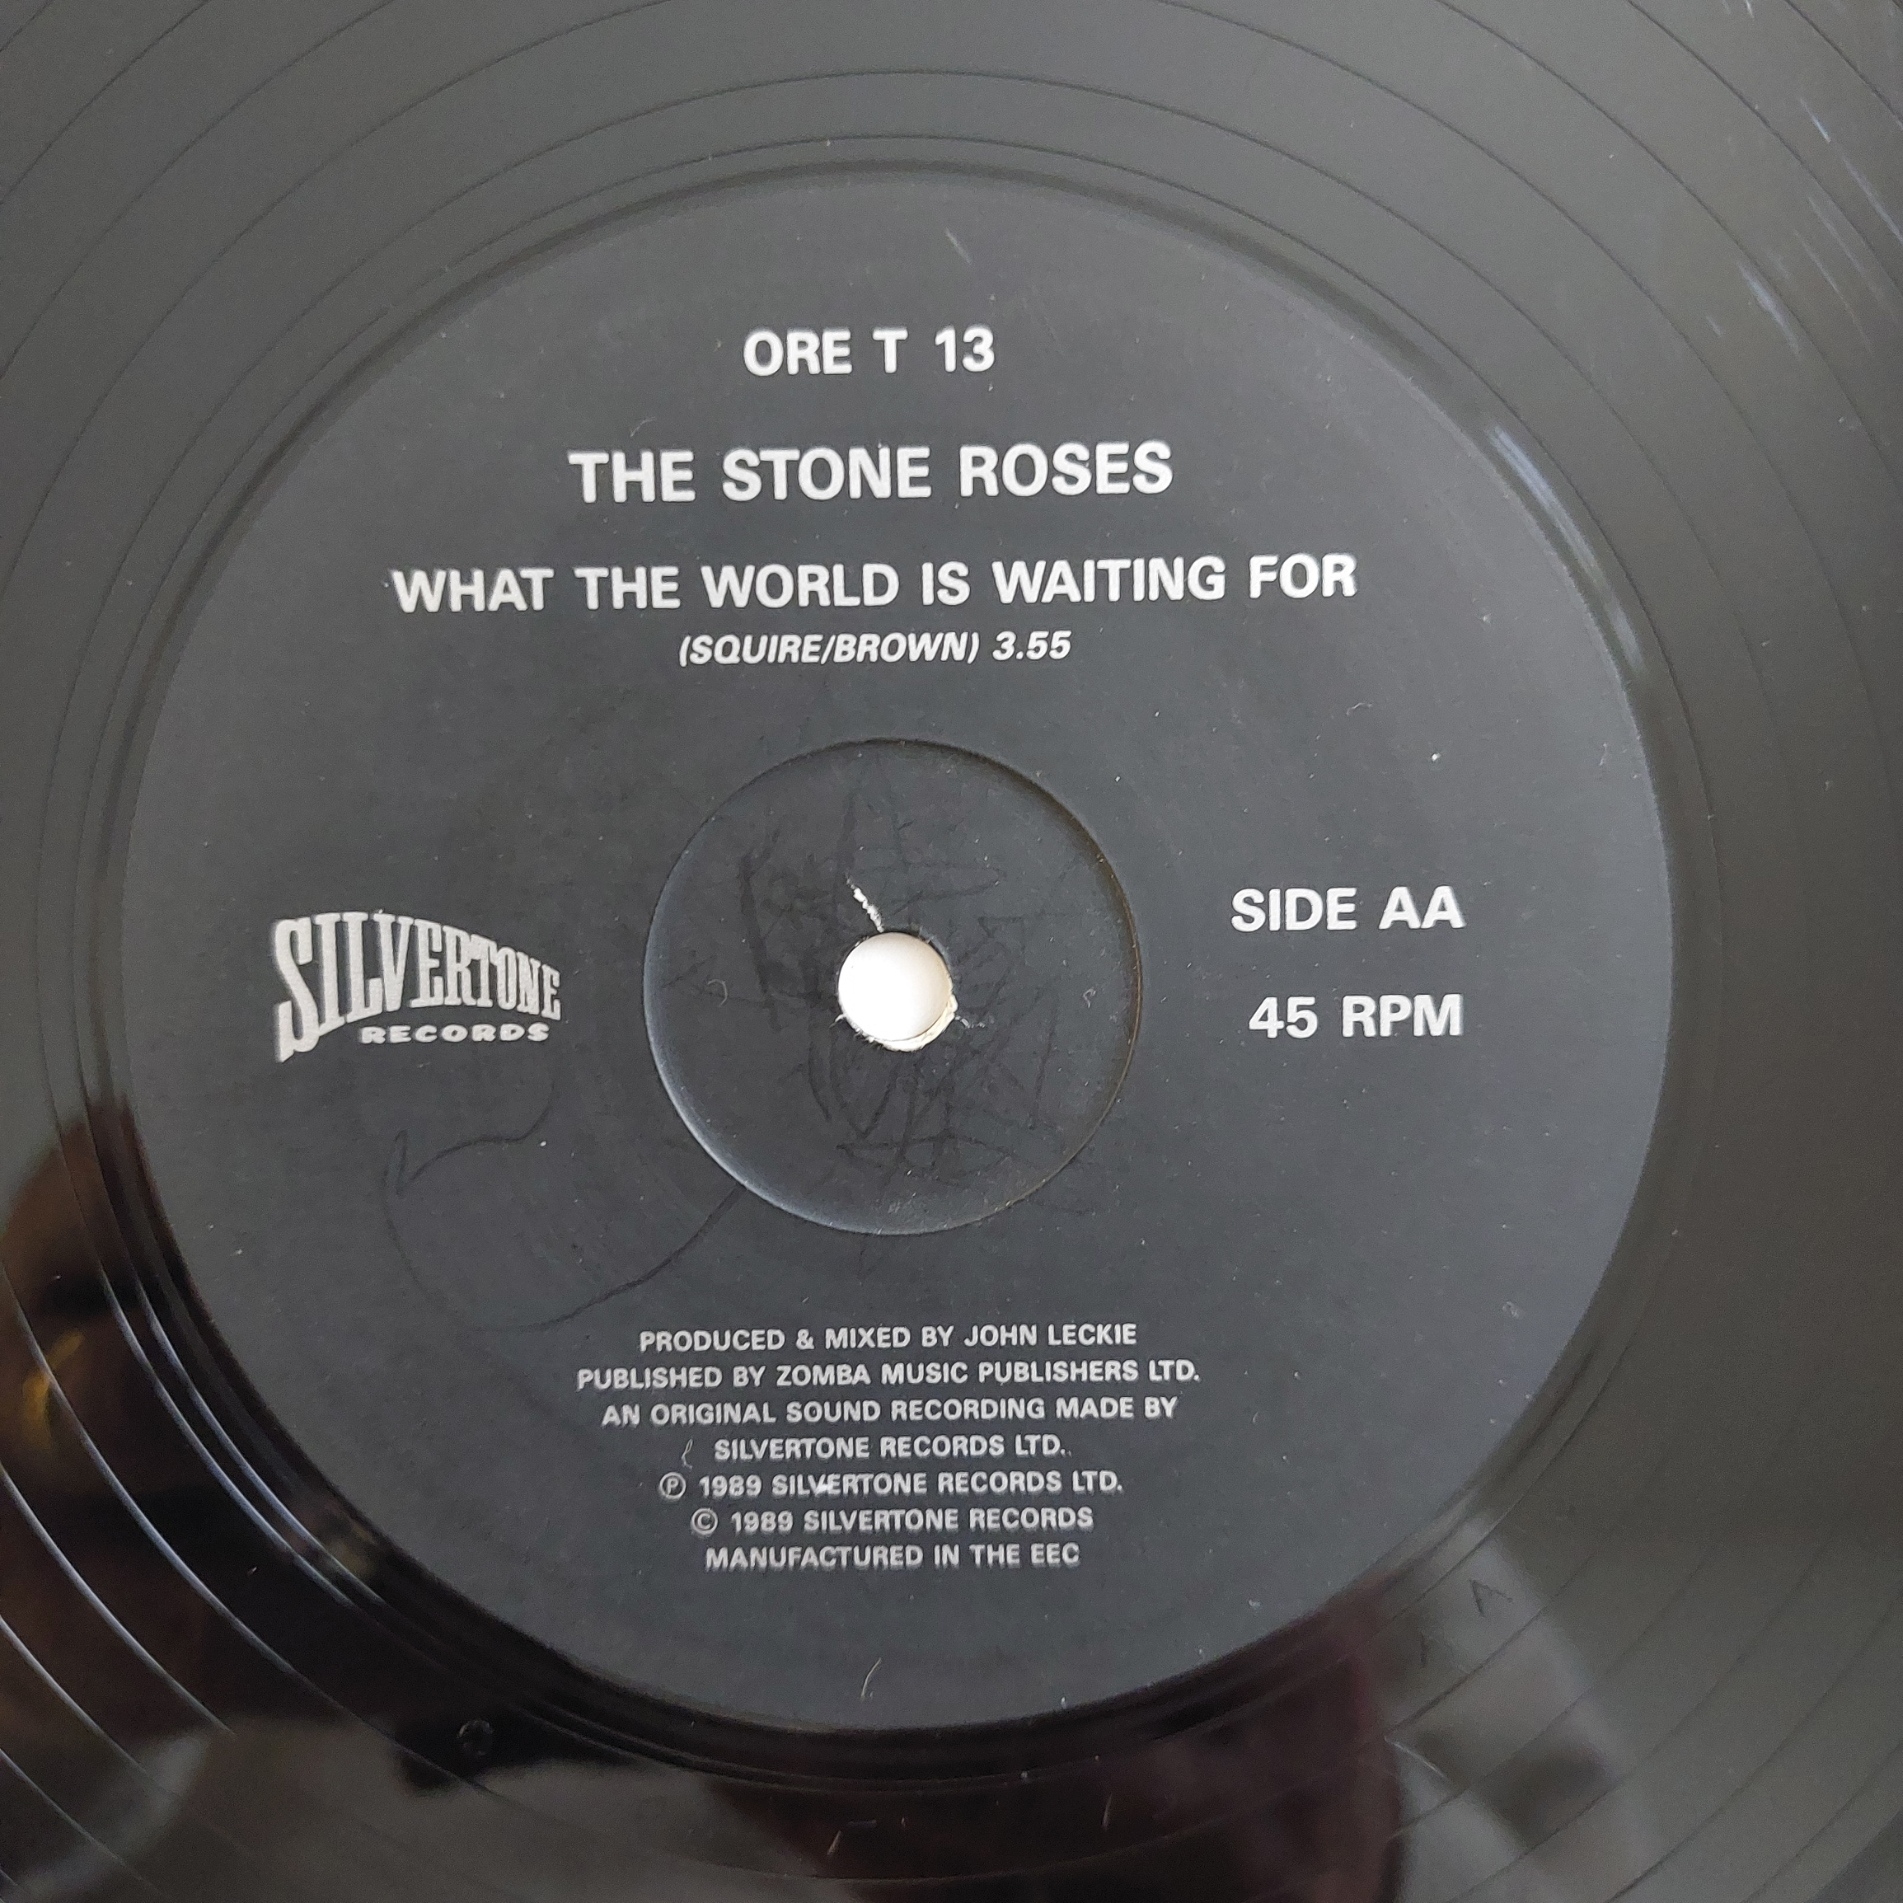 ORE T 13
THE STONE ROSES
WHAT THE WORLD IS WAITING FOR
(SQUIRE/BROWN) 3.55
SILVERTONE
RECORDS
SIDE AA
45 RPM
PRODUCED & MIXED BY JOHN LECKIE
PUBLISHED BY ZOMBA MUSIC PUBLISHERS LTD.
AN ORIGINAL SOUND RECORDING MADE BY
SILVERTONE RECORDS LTD.
℗ 1989 SILVERTONE RECORDS LTD.
© 1989 SILVERTONE RECORDS
MANUFACTURED IN THE EEC